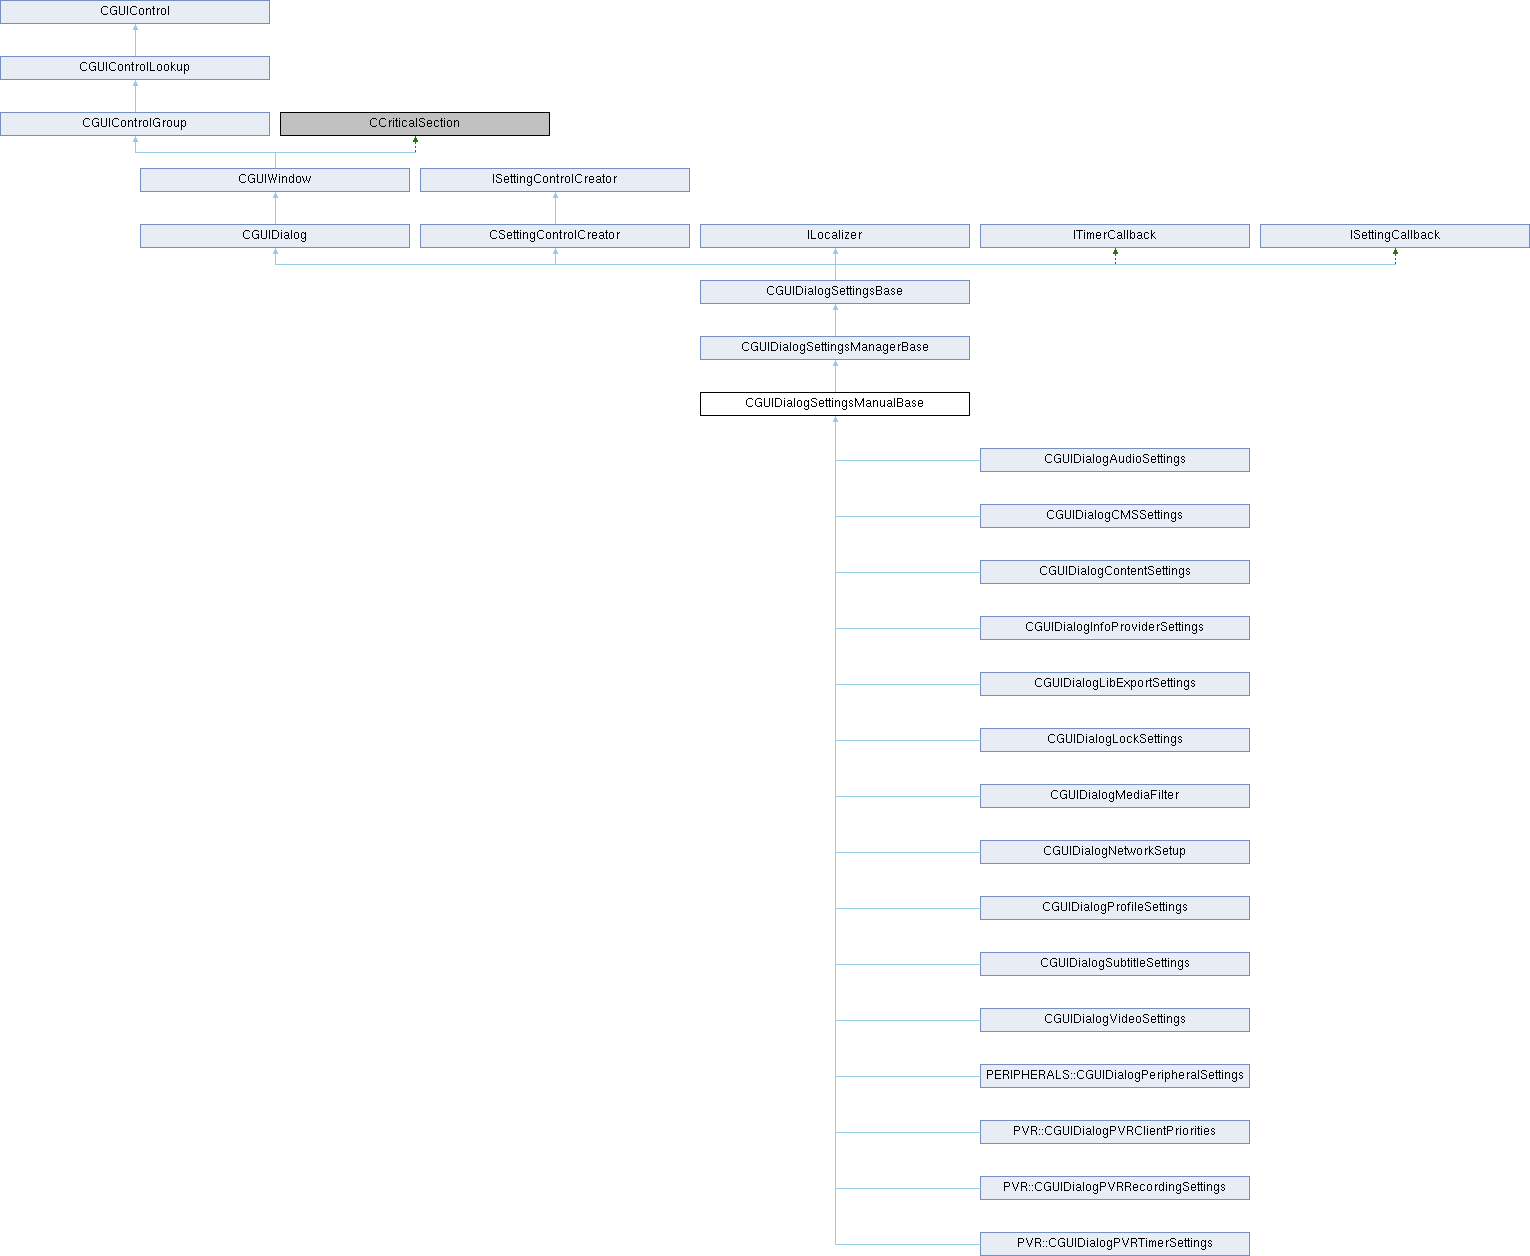 CGUIControl
CGUIControlLookup
CGUIControlGroup
CCriticalSection
CGUIWindow
ISettingControlCreator
CGUIDialog
CSettingControlCreator
ILocalizer
ITimerCallback
ISettingCallback
CGUIDialogSettingsBase
CGUIDialogSettingsManagerBase
CGUIDialogSettingsManualBase
CGUIDialogAudioSettings
CGUIDialogCMSSettings
CGUIDialogContentSettings
CGUIDialogInfoProviderSettings
CGUIDialogLibExportSettings
CGUIDialogLockSettings
CGUIDialogMediaFilter
CGUIDialogNetworkSetup
CGUIDialogProfileSettings
CGUIDialogSubtitleSettings
CGUIDialogVideoSettings
PERIPHERALS::CGUIDialogPeripheralSettings
PVR::CGUIDialogPVRClientPriorities
PVR::CGUIDialogPVRRecordingSettings
PVR::CGUIDialogPVRTimerSettings